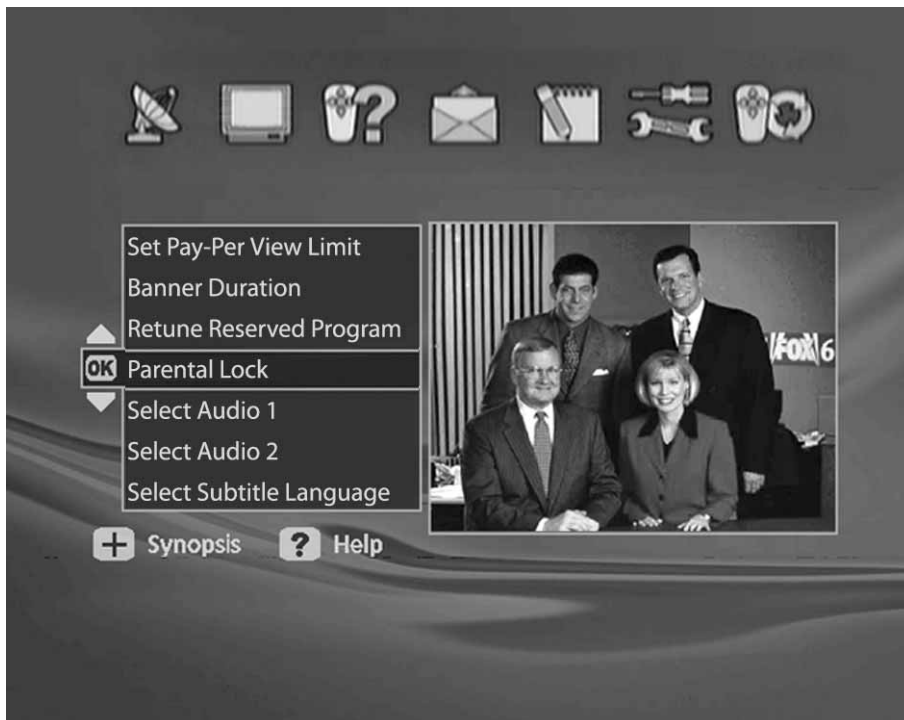 Set Pay-Per View Limit
Banner Duration
Retune Reserved Program
OK Parental Lock
Select Audio 1
Select Audio 2
Select Subtitle Language
FOX 6
+ Synopsis ? Help